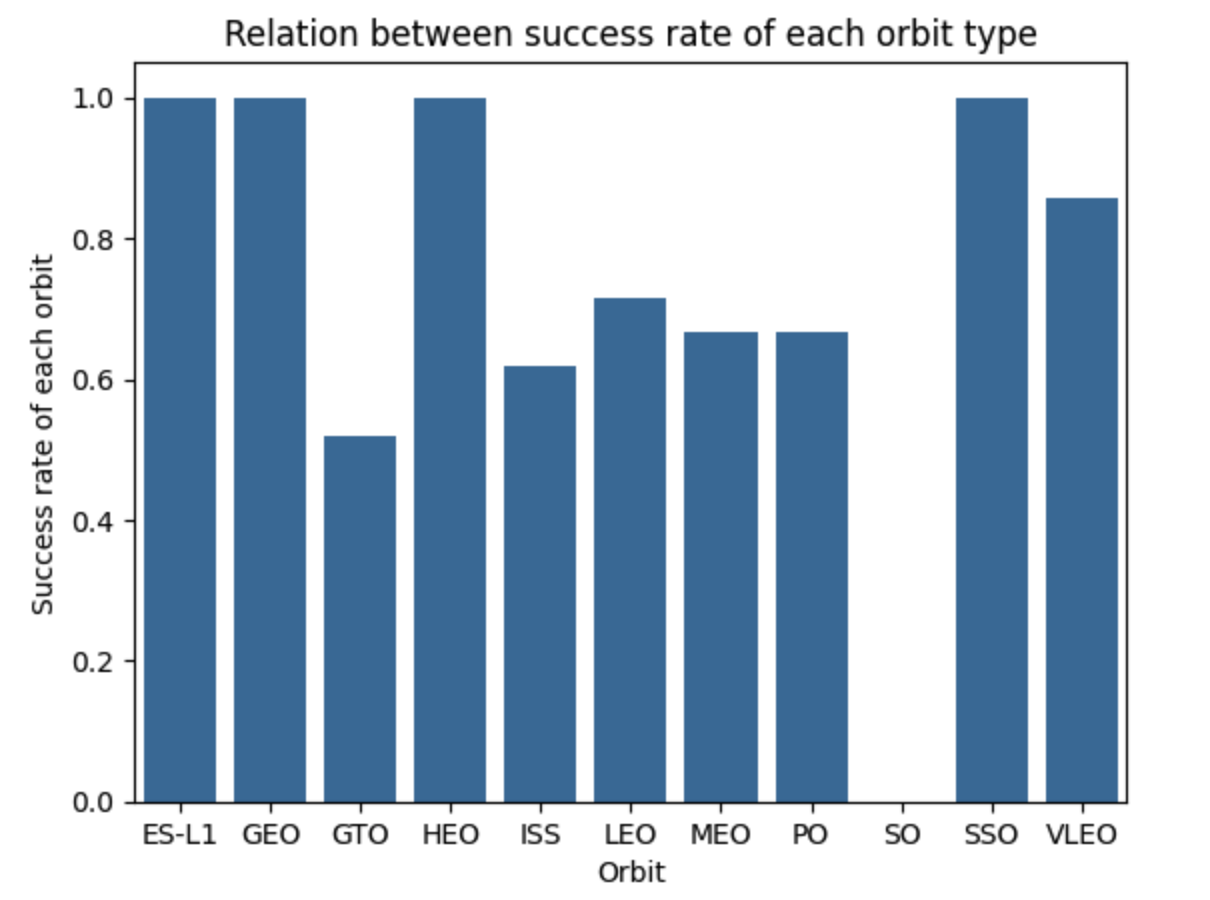 Relation between success rate of each orbit type
1.0
0.8
0.6
0.4
0.2
0.0
Success rate of each orbit
ES-L1 GEO GTO HEO ISS LEO MEO PO SO SSO VLEO
Orbit